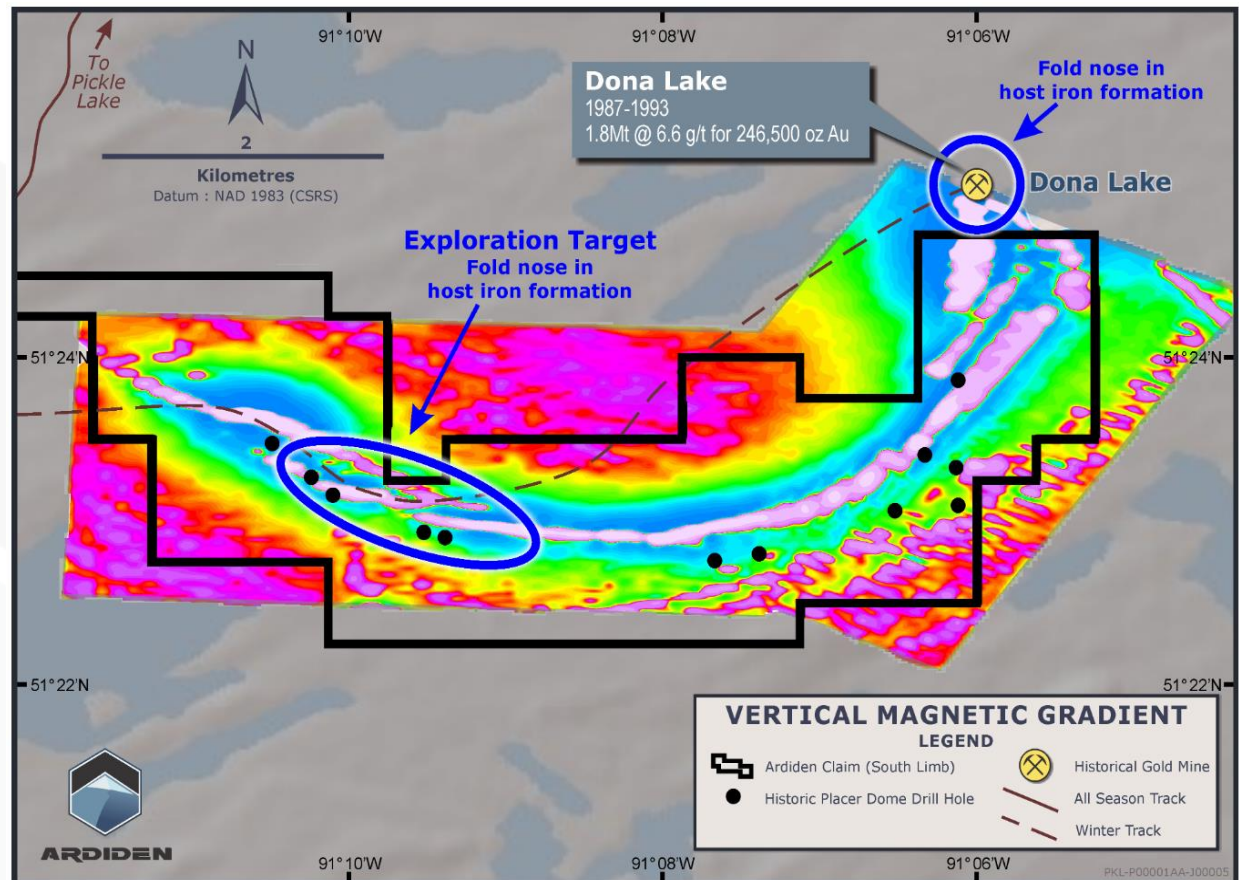 91°10'W
91°08'W
91°06'W
To
Pickle
Lake
N
2
Kilometres
Datum : NAD 1983 (CSRS)
Dona Lake
1987-1993
1.8Mt @ 6.6 g/t for 246,500 oz Au
Fold nose in
host iron formation
Dona Lake
Exploration Target
Fold nose in
host iron formation
51°24'N
51°24'N
51°22'N
51°22'N
VERTICAL MAGNETIC GRADIENT
LEGEND
Ardiden Claim (South Limb)
Historical Gold Mine
Historic Placer Dome Drill Hole
All Season Track
Winter Track
ARDIDEN
91°10'W
91°08'W
91°06'W
PKL-P00001AA-J00005